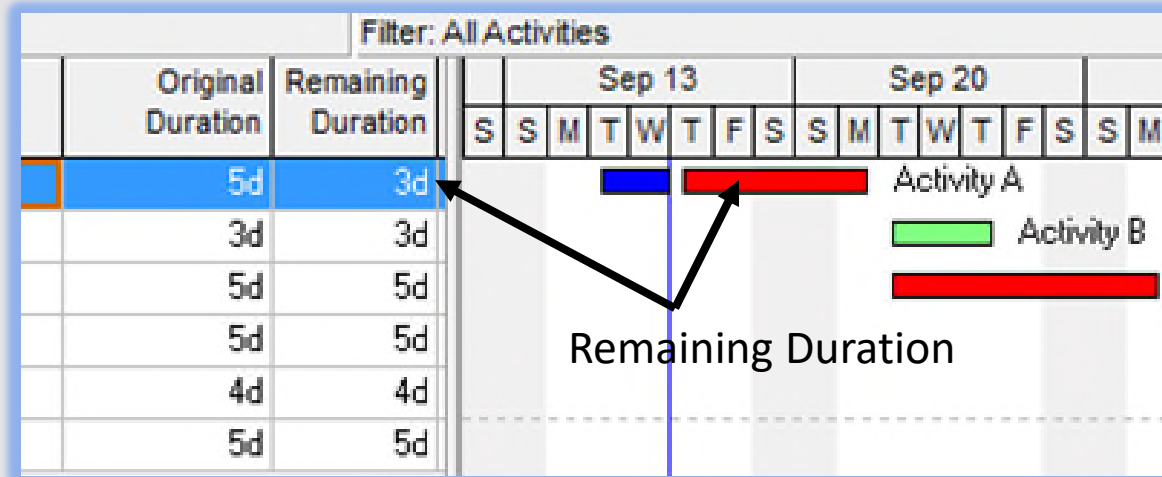 Filter: All Activities
Original Duration Remaining Duration Sep 13 Sep 20
S S M T W T F S S M T W T F S S M
5d 3d Activity A
3d 3d Activity B
5d 5d
5d 5d
Remaining Duration
4d 4d
5d 5d